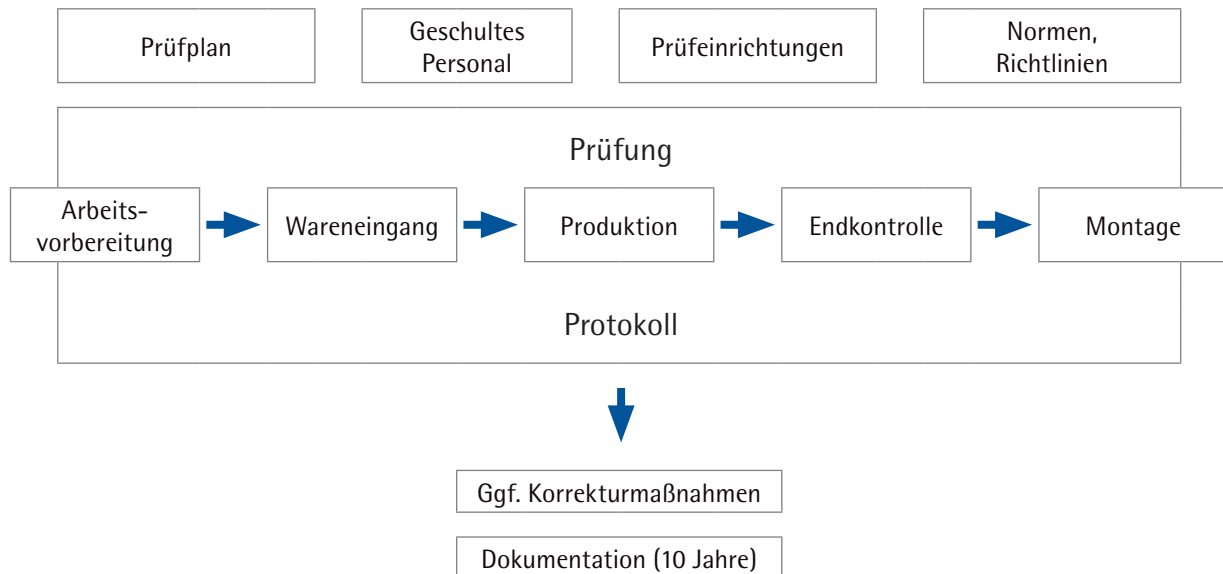 Prüfplan
Geschultes
Personal
Prüfeinrichtungen
Normen,
Richtlinien
Prüfung
Arbeits-
vorbereitung
Wareneingang
Produktion
Endkontrolle
Montage
Protokoll
Ggf. Korrekturmaßnahmen
Dokumentation (10 Jahre)